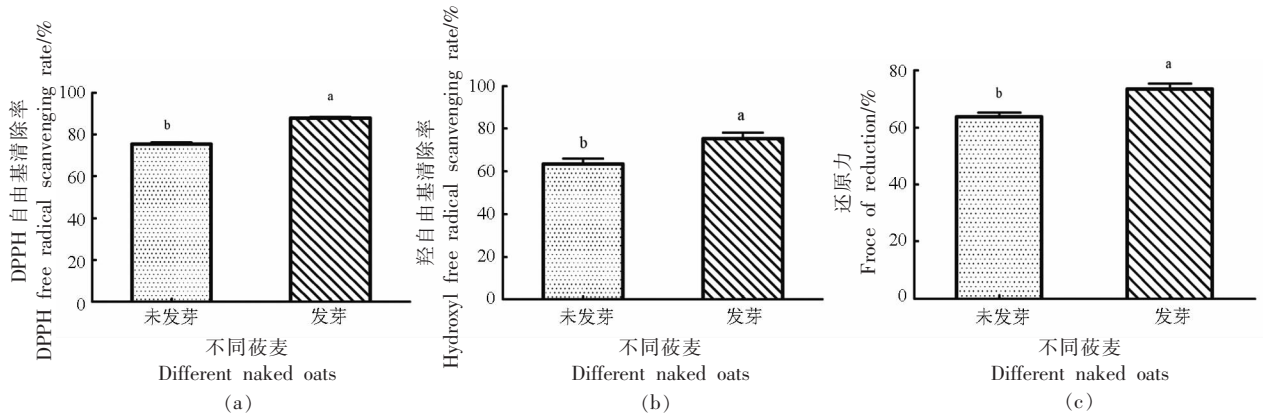 DPPH 自由基清除率
DPPH free radical scanvenging rate/%
100
80
60
40
20
0
b
a
未发芽
发芽
不同莜麦
Different naked oats
(a)
羟自由基清除率
Hydroxyl free radical scanvenging rate/%
100
80
60
40
20
0
b
a
未发芽
发芽
不同莜麦
Different naked oats
(b)
还原力
Froce of reduction/%
80
60
40
20
0
b
a
未发芽
发芽
不同莜麦
Different naked oats
(c)